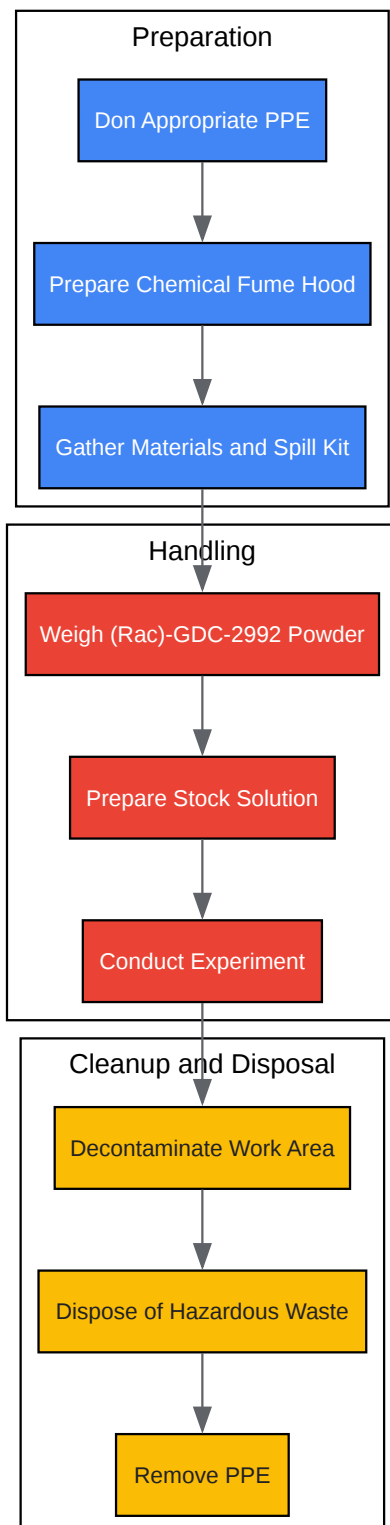 Preparation
Don Appropriate PPE
Prepare Chemical Fume Hood
Gather Materials and Spill Kit
Handling
Weigh (Rac)-GDC-2992 Powder
Prepare Stock Solution
Conduct Experiment
Cleanup and Disposal
Decontaminate Work Area
Dispose of Hazardous Waste
Remove PPE